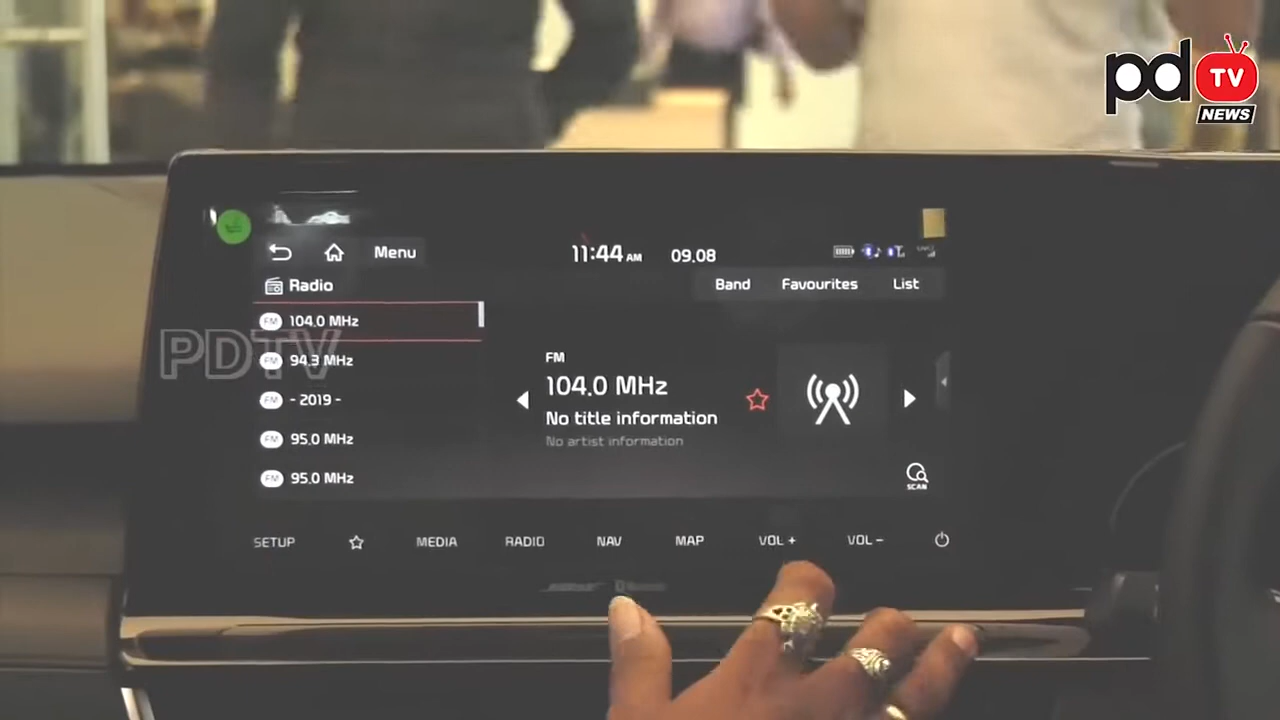 pd TV NEWS
Menu
11:44 AM 09.08
Radio
Band Favourites List
FM 104.0 MHz
FM 94.3 MHz
FM - 2019 -
FM 95.0 MHz
FM 95.0 MHz
PDTV
FM
104.0 MHz
No title information
No artist information
SCAN
SETUP MEDIA RADIO NAV MAP VOL + VOL –